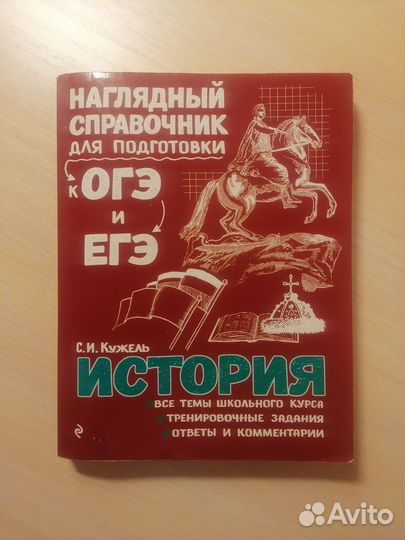 НАГЛЯДНЫЙ
СПРАВОЧНИК
ДЛЯ ПОДГОТОВКИ
К ОГЭ
И
ЕГЭ
С.И. КУЖЕЛЬ
ИСТОРИЯ
ВСЕ ТЕМЫ ШКОЛЬНОГО КУРСА
ТРЕНИРОВОЧНЫЕ ЗАДАНИЯ
ОТВЕТЫ И КОММЕНТАРИИ
Avito